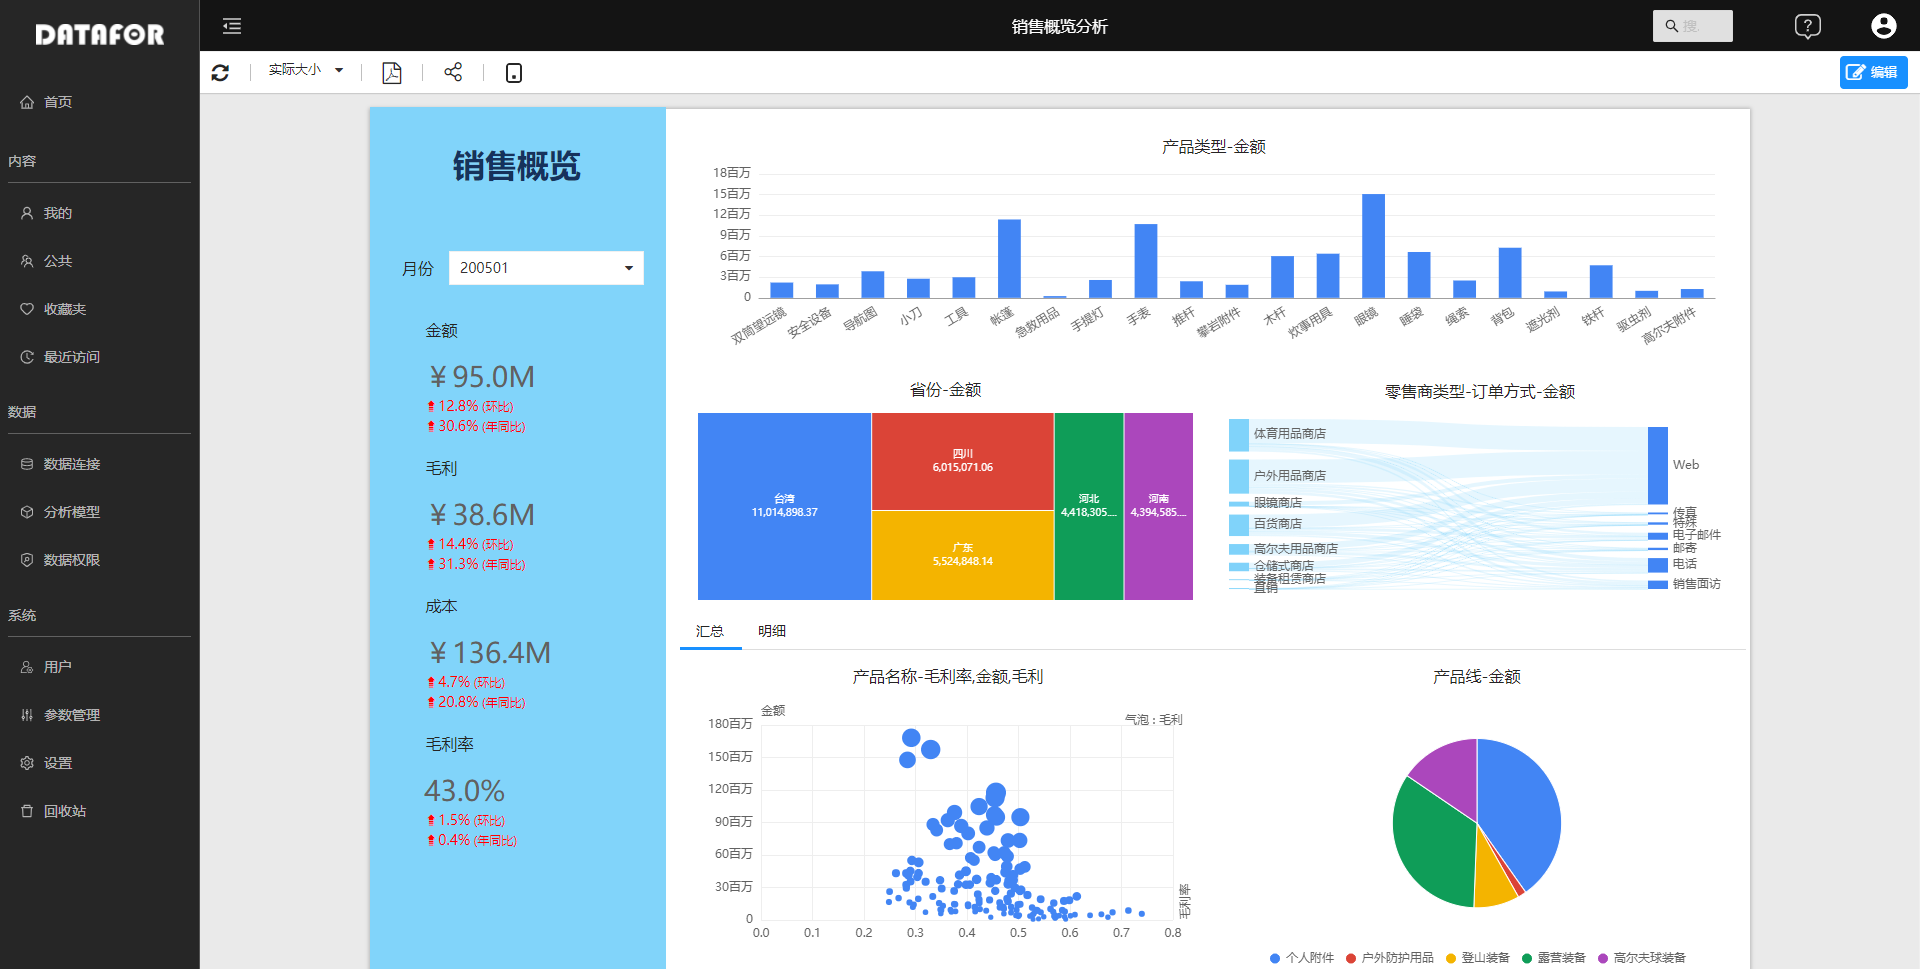 DATAFOR
首页
内容
我的
公共
收藏夹
最近访问
数据
数据连接
分析模型
数据权限
系统
用户
参数管理
设置
回收站
销售概览分析
搜
实际大小
编辑
销售概览
月份 200501
金额
¥95.0M
12.8% (环比)
30.6% (年同比)
毛利
¥38.6M
14.4% (环比)
31.3% (年同比)
成本
¥136.4M
4.7% (环比)
20.8% (年同比)
毛利率
43.0%
1.5% (环比)
0.4% (年同比)
产品类型-金额
18百万
15百万
12百万
9百万
6百万
3百万
0
双筒望远镜 安全设备 导航图 小刀 工具 帐篷 急救用品 手提灯 手表 推杆 攀岩附件 木杆 炊事用具 眼镜 睡袋 绳索 背包 遮光剂 铁杆 驱虫剂 高尔夫附件
省份-金额
台湾
11,014,898.37
四川
6,015,071.06
广东
5,524,848.14
河北
4,418,305....
河南
4,394,585....
零售商类型-订单方式-金额
体育用品商店
户外用品商店
眼镜商店
百货商店
高尔夫用品商店
仓储式商店
装备租赁商店
直销
Web
传真
特殊
电子邮件
邮寄
电话
销售面访
汇总 明细
产品名称-毛利率,金额,毛利
金额
气泡 : 毛利
180百万
150百万
120百万
90百万
60百万
30百万
0
0.0 0.1 0.2 0.3 0.4 0.5 0.6 0.7 0.8
毛利率
产品线-金额
个人附件 户外防护用品 登山装备 露营装备 高尔夫球装备